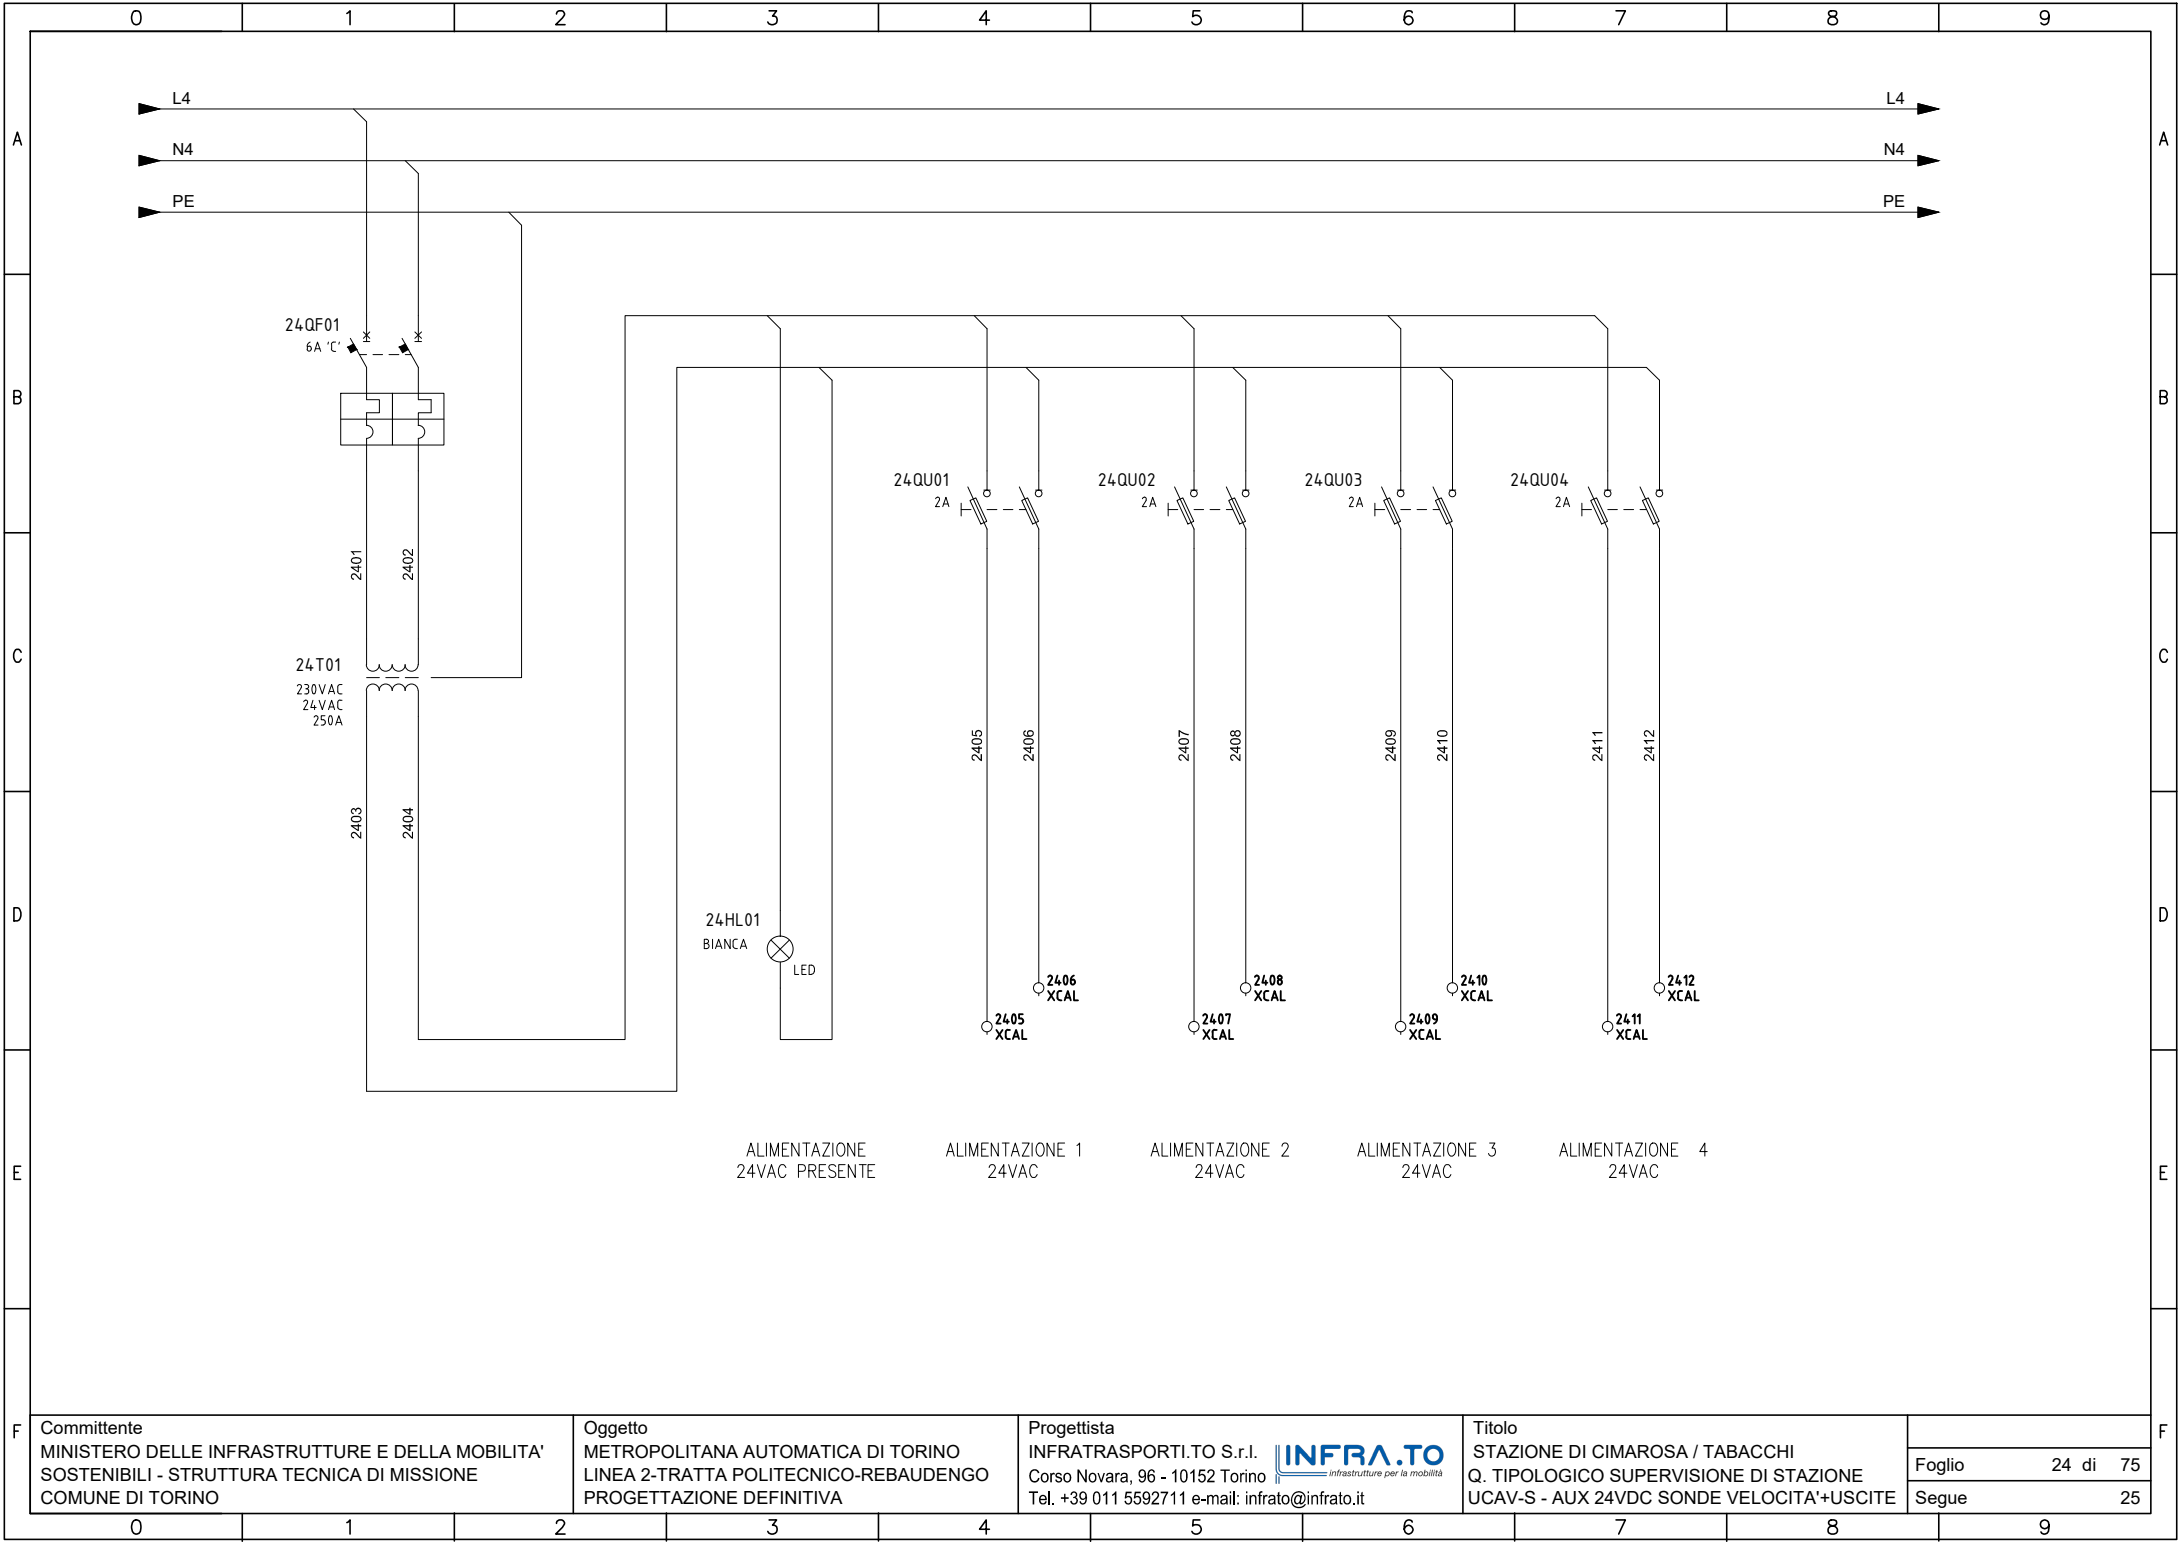 0 1 2 3 4 5 6 7 8 9
L4 L4
A A
N4 N4
PE PE
24QF01
6A 'C'
B B
24QU01 24QU02 24QU03 24QU04
2A 2A 2A 2A
2401 2402
C C
24T01
230VAC
24VAC
250A
2405 2406 2407 2408 2409 2410 2411 2412
2403 2404
D D
24HL01
BIANCA
LED
2406 2408 2410 2412
XCAL XCAL XCAL XCAL
2405 2407 2409 2411
XCAL XCAL XCAL XCAL
ALIMENTAZIONE ALIMENTAZIONE 1 ALIMENTAZIONE 2 ALIMENTAZIONE 3 ALIMENTAZIONE 4
24VAC PRESENTE 24VAC 24VAC 24VAC 24VAC
E E
F F
Committente
MINISTERO DELLE INFRASTRUTTURE E DELLA MOBILITA'
SOSTENIBILI - STRUTTURA TECNICA DI MISSIONE
COMUNE DI TORINO
Oggetto
METROPOLITANA AUTOMATICA DI TORINO
LINEA 2-TRATTA POLITECNICO-REBAUDENGO
PROGETTAZIONE DEFINITIVA
Progettista
INFRATRASPORTI.TO S.r.l.
Corso Novara, 96 - 10152 Torino
Tel. +39 011 5592711 e-mail: infrato@infrato.it
INFRA.TO
infrastrutture per la mobilità
Titolo
STAZIONE DI CIMAROSA / TABACCHI
Q. TIPOLOGICO SUPERVISIONE DI STAZIONE
UCAV-S - AUX 24VDC SONDE VELOCITA'+USCITE
Foglio 24 di 75
Segue 25
0 1 2 3 4 5 6 7 8 9